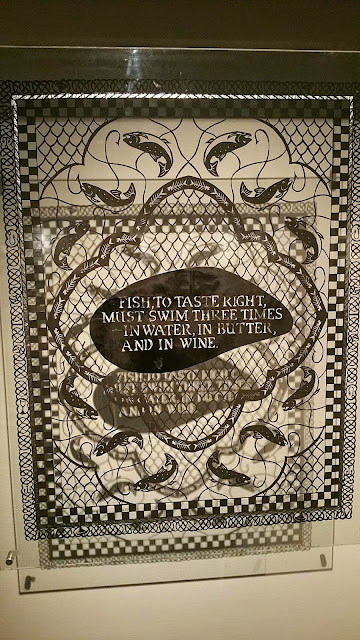 FISH, TO TASTE RIGHT,
MUST SWIM THREE TIMES
~ IN WATER, IN BUTTER,
AND IN WINE.